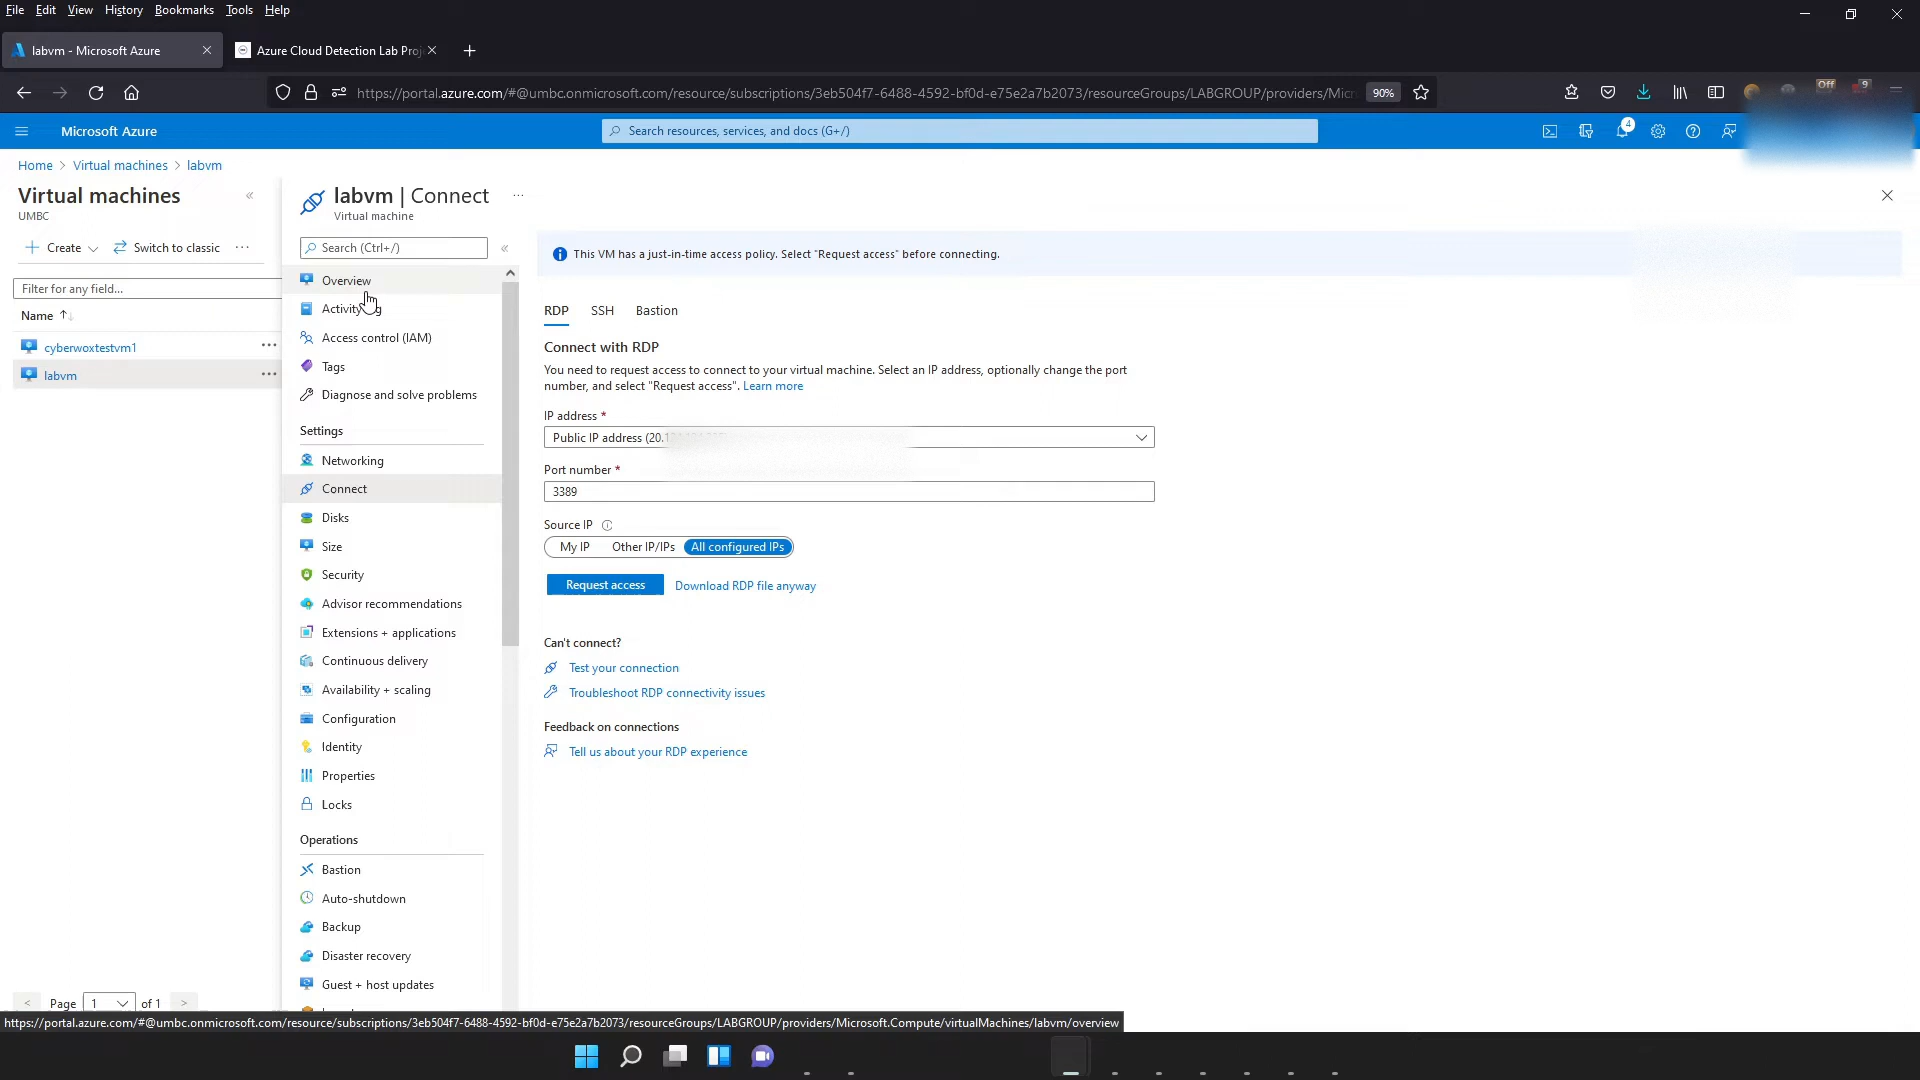 File Edit View History Bookmarks Tools Help
labvm - Microsoft Azure
Azure Cloud Detection Lab Proj
https://portal.azure.com/#@umbc.onmicrosoft.com/resource/subscriptions/3eb504f7-6488-4592-bf0d-e75e2a7b2073/resourceGroups/LABGROUP/providers/Micr
90%
Off
9
Microsoft Azure
Search resources, services, and docs (G+/)
4
Home > Virtual machines > labvm
Virtual machines
UMBC
Create
Switch to classic
Filter for any field...
Name
cyberwoxtestvm1
labvm
Page 1 of 1
labvm | Connect
Virtual machine
Search (Ctrl+/)
Overview
Activity
Access control (IAM)
Tags
Diagnose and solve problems
Settings
Networking
Connect
Disks
Size
Security
Advisor recommendations
Extensions + applications
Continuous delivery
Availability + scaling
Configuration
Identity
Properties
Locks
Operations
Bastion
Auto-shutdown
Backup
Disaster recovery
Guest + host updates
This VM has a just-in-time access policy. Select "Request access" before connecting.
RDP SSH Bastion
Connect with RDP
You need to request access to connect to your virtual machine. Select an IP address, optionally change the port
number, and select "Request access". Learn more
IP address *
Public IP address (20.1
Port number *
3389
Source IP
My IP Other IP/IPs All configured IPs
Request access Download RDP file anyway
Can't connect?
Test your connection
Troubleshoot RDP connectivity issues
Feedback on connections
Tell us about your RDP experience
https://portal.azure.com/#@umbc.onmicrosoft.com/resource/subscriptions/3eb504f7-6488-4592-bf0d-e75e2a7b2073/resourceGroups/LABGROUP/providers/Microsoft.Compute/virtualMachines/labvm/overview